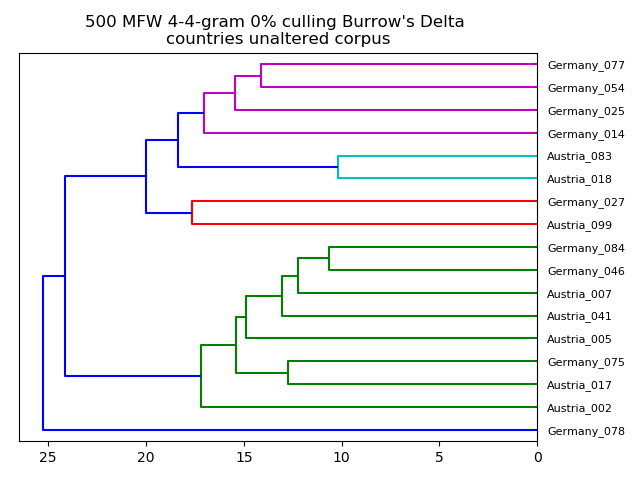 500 MFW 4-4-gram 0% culling Burrow's Delta
countries unaltered corpus
Germany_077
Germany_054
Germany_025
Germany_014
Austria_083
Austria_018
Germany_027
Austria_099
Germany_084
Germany_046
Austria_007
Austria_041
Austria_005
Germany_075
Austria_017
Austria_002
Germany_078
25 20 15 10 5 0